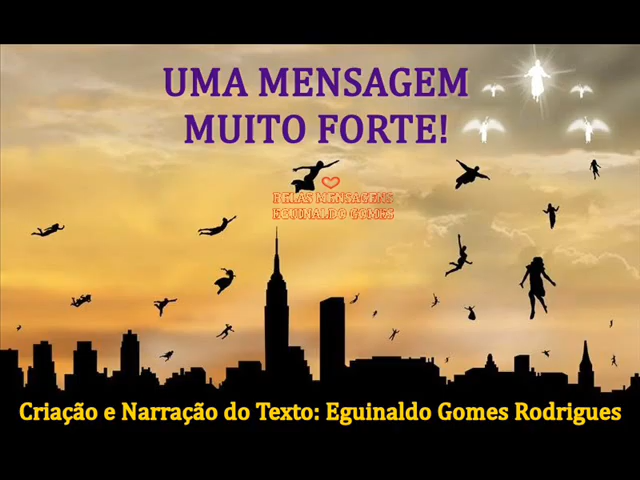 UMA MENSAGEM
MUITO FORTE!
BELAS MENSAGENS
EGUINALDO GOMES
Criação e Narração do Texto: Eguinaldo Gomes Rodrigues